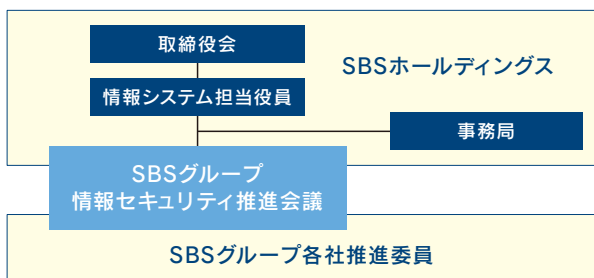 取締役会
SBSホールディングス
情報システム担当役員
事務局
SBSグループ
情報セキュリティ推進会議
SBSグループ各社推進委員